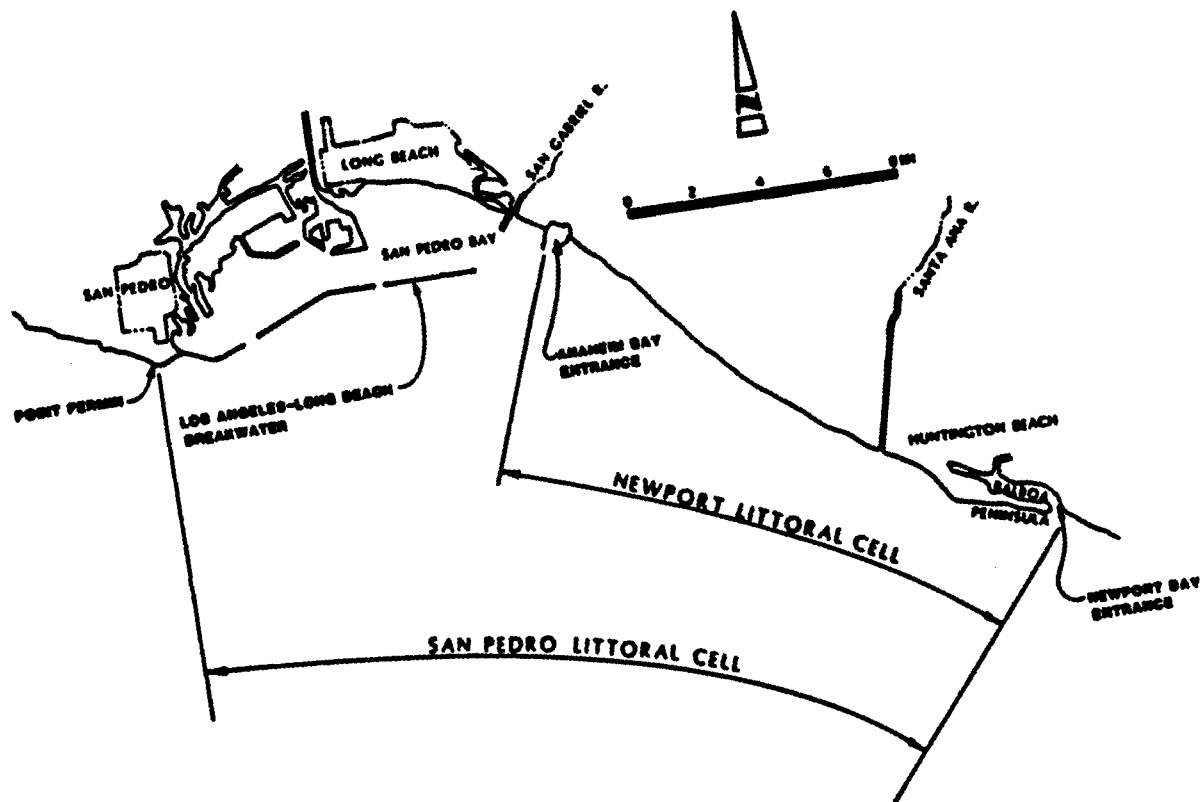 N
SAN GABRIEL R.
LONG BEACH
0 2 4 6 8 MI
SAN PEDRO BAY
SANTA ANA R.
SAN PEDRO
ANAHEIM BAY
ENTRANCE
POINT FERMIN
LOS ANGELES-LONG BEACH
BREAKWATER
HUNTINGTON BEACH
BALBOA
PENINSULA
NEWPORT LITTORAL CELL
NEWPORT BAY
ENTRANCE
SAN PEDRO LITTORAL CELL